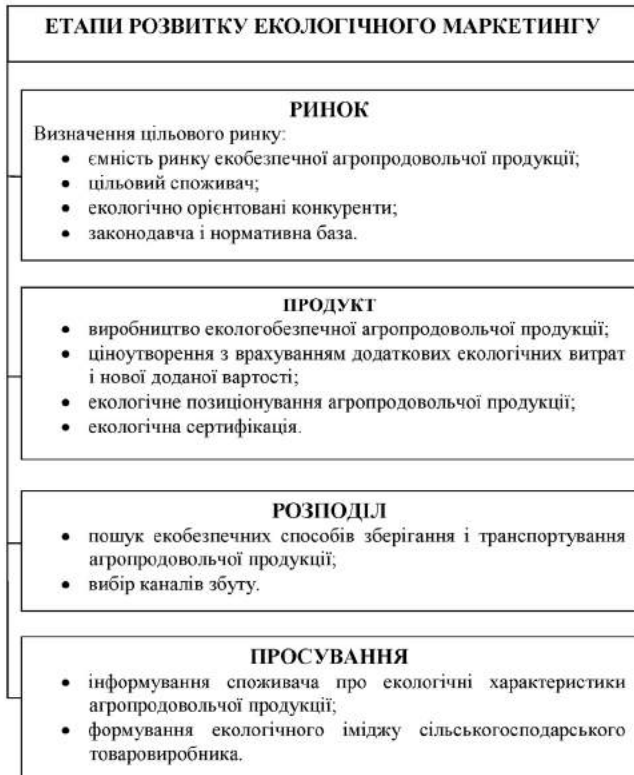 ЕТАПИ РОЗВИТКУ ЕКОЛОГІЧНОГО МАРКЕТИНГУ
РИНОК
Визначення цільового ринку:
• ємність ринку екобезпечної агропродовольчої продукції;
• цільовий споживач;
• екологічно орієнтовані конкуренти;
• законодавча і нормативна база.
ПРОДУКТ
• виробництво екологобезпечної агропродовольчої продукції;
• ціноутворення з врахуванням додаткових екологічних витрат
і нової доданої вартості;
• екологічне позиціонування агропродовольчої продукції;
• екологічна сертифікація.
РОЗПОДІЛ
• пошук екобезпечних способів зберігання і транспортування
агропродовольчої продукції;
• вибір каналів збуту.
ПРОСУВАННЯ
• інформування споживача про екологічні характеристики
агропродовольчої продукції;
• формування екологічного іміджу сільськогосподарського
товаровиробника.